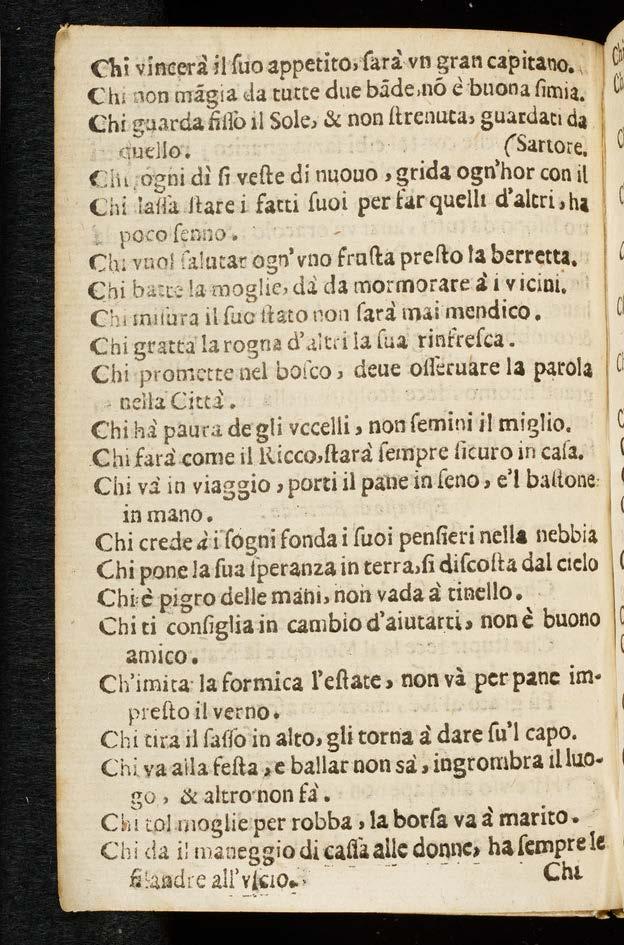 Chi vincerà il ſuo appetito, ſarà vn gran capitano.
Chi non mãgia da tutte due bãde, nõ è buona ſimia.
Chi guarda fiſſo il Sole, & non ſtrenuta, guardati da
quello. (Sartore.
Chi ogni dì ſi veſte di nuouo, grida ogn'hor con il
Chi laſſa ſtare i fatti ſuoi per far quelli d'altri, ha
poco ſenno.
Chi vuol ſalutar ogn'vno fruſta preſto la berretta.
Chi batte la moglie, dà da mormorare à i vicini.
Chi miſura il ſuo ſtato non ſarà mai mendico.
Chi gratta la rogna d'altri la ſua rinfreſca.
Chi promette nel boſco, deue oſſeruare la parola
nella Città.
Chi hà paura de gli vccelli, non ſemini il miglio.
Chi farà come il Ricco, ſtarà ſempre ſicuro in caſa.
Chi và in viaggio, porti il pane in ſeno, e'l baſtone
in mano.
Chi crede à i ſogni fonda i ſuoi penſieri nella nebbia
Chi pone la ſua ſperanza in terra, ſi diſcoſta dal cielo
Chi è pigro delle mani, non vada à tinello.
Chi ti conſiglia in cambio d'aiutarti, non è buono
amico.
Ch'imita la formica l'eſtate, non và per pane im-
preſto il verno.
Chi tira il ſaſſo in alto, gli torna à dare ſu'l capo.
Chi va alla feſta, e ballar non sà, ingrombra il luo-
go, & altro non fà.
Chi tol moglie per robba, la borſa va à marito.
Chi da il maneggio di caſſa alle donne, ha ſempre le
filandre all'vſcio.
Chi